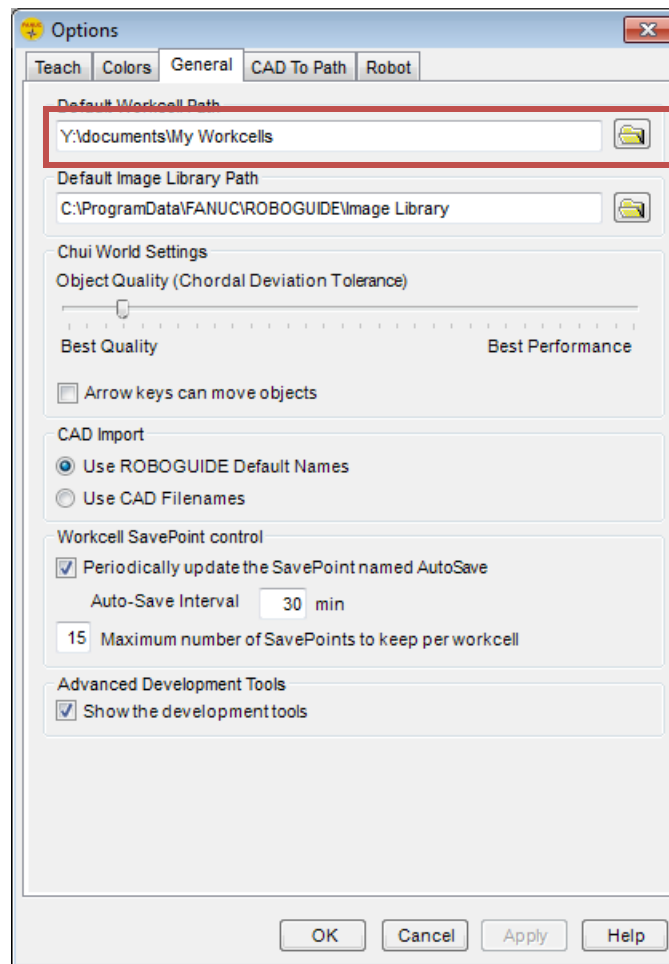 FANUC
Options
Teach Colors General CAD To Path Robot
Default Workcell Path
Y:\documents\My Workcells
Default Image Library Path
C:\ProgramData\FANUC\ROBOGUIDE\Image Library
Chui World Settings
Object Quality (Chordal Deviation Tolerance)
Best Quality Best Performance
Arrow keys can move objects
CAD Import
Use ROBOGUIDE Default Names
Use CAD Filenames
Workcell SavePoint control
Periodically update the SavePoint named AutoSave
Auto-Save Interval 30 min
15 Maximum number of SavePoints to keep per workcell
Advanced Development Tools
Show the development tools
OK Cancel Apply Help